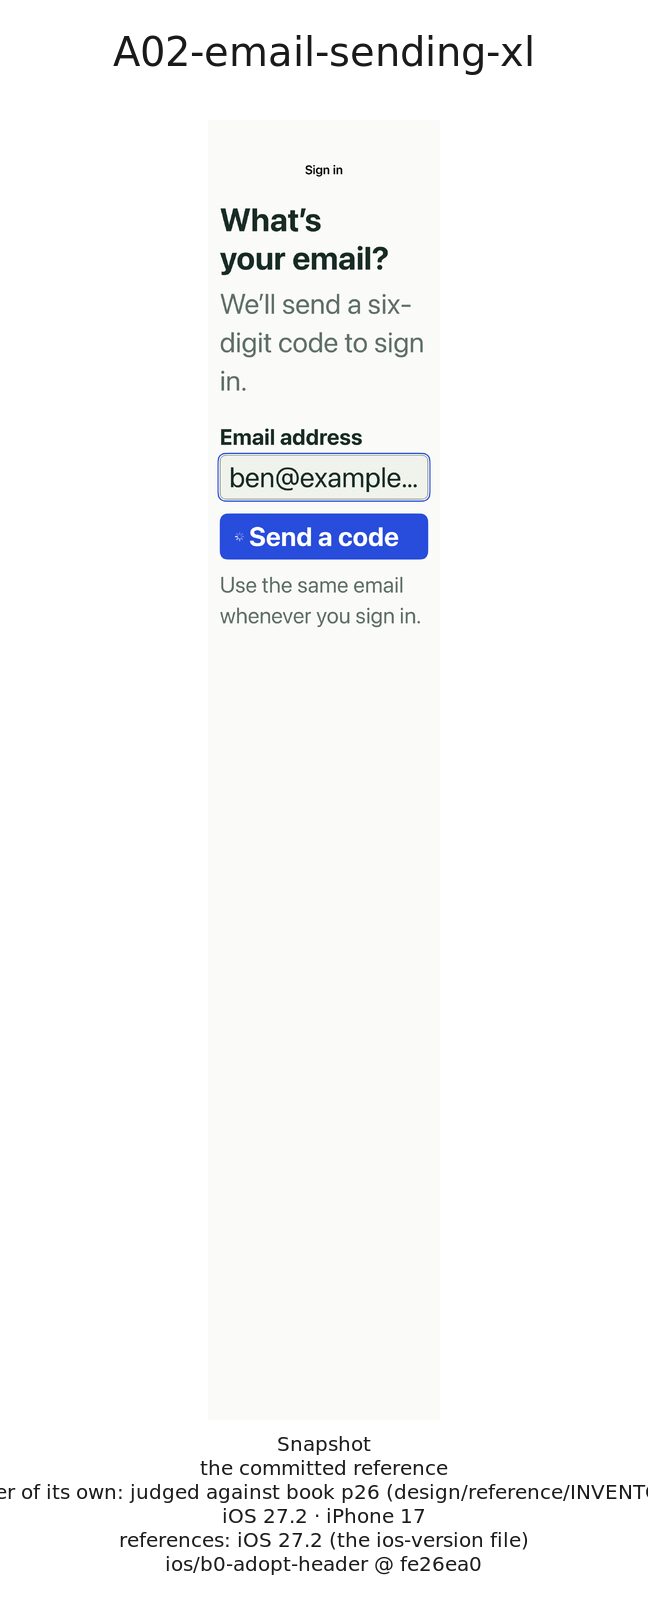 A02-email-sending-xl
Sign in
What’s
your email?
We’ll send a six-
digit code to sign
in.
Email address
ben@example…
Send a code
Use the same email
whenever you sign in.
Snapshot
the committed reference
of its own: judged against book p26 (design/reference/
iOS 27.2 · iPhone 17
references: iOS 27.2 (the ios-version file)
ios/b0-adopt-header @ fe26ea0